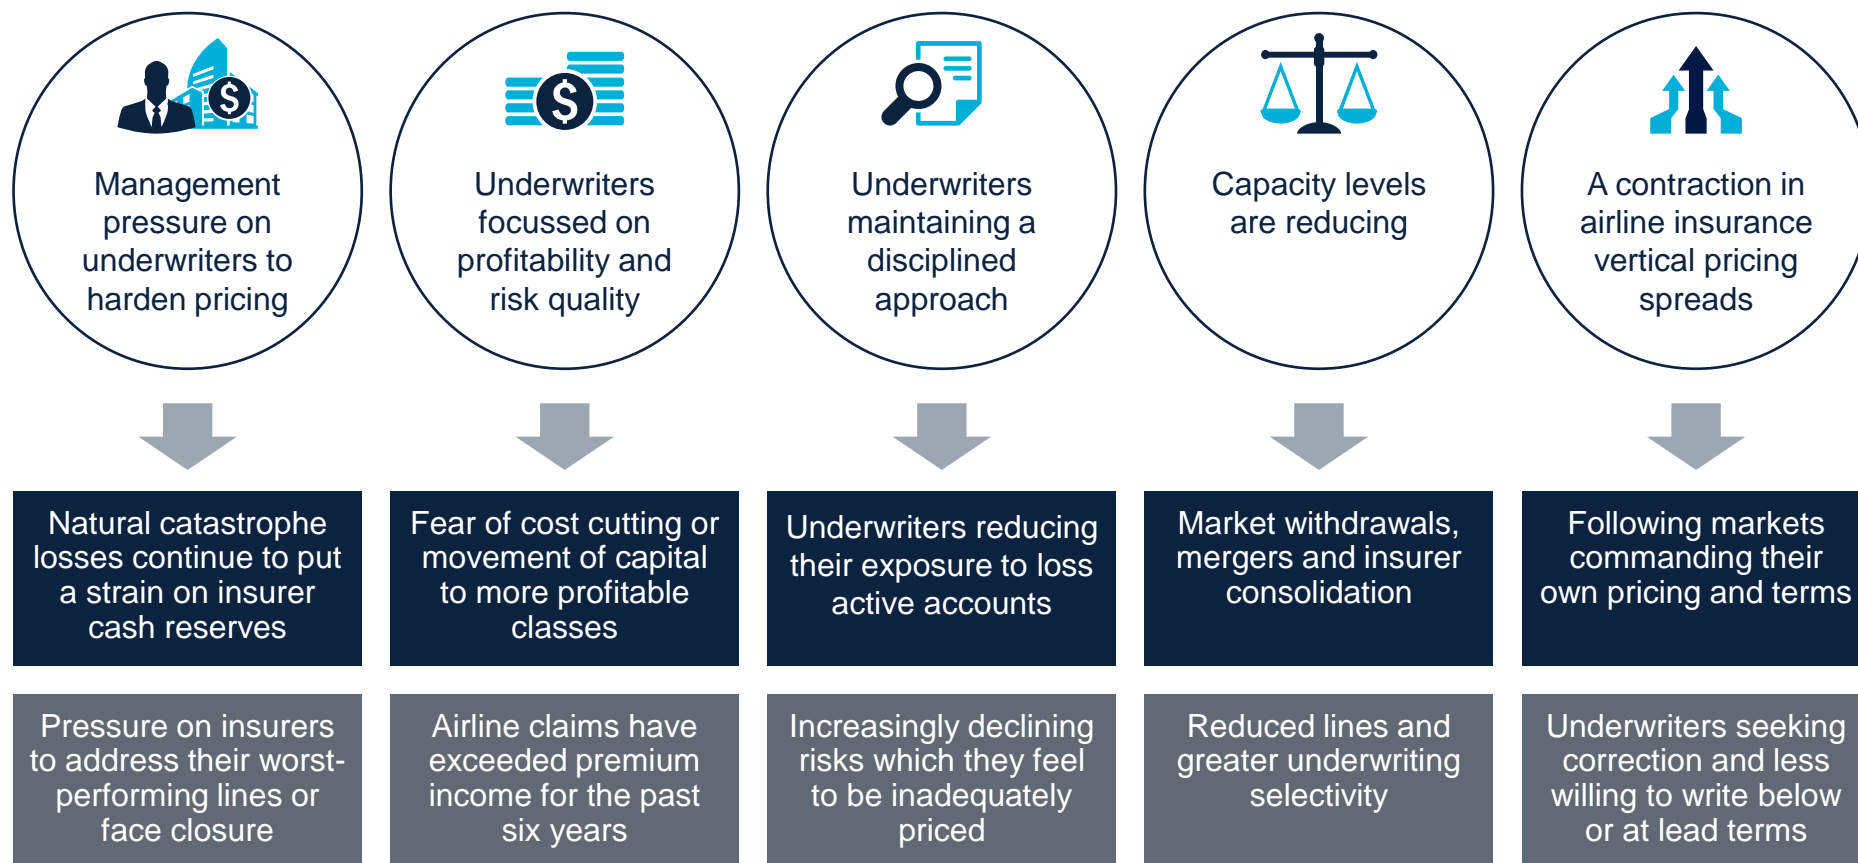 Management
pressure on
underwriters to
harden pricing
Underwriters
focussed on
profitability and
risk quality
Underwriters
maintaining a
disciplined
approach
Capacity levels
are reducing
A contraction in
airline insurance
vertical pricing
spreads
Natural catastrophe
losses continue to put
a strain on insurer
cash reserves
Fear of cost cutting or
movement of capital
to more profitable
classes
Underwriters reducing
their exposure to loss
active accounts
Market withdrawals,
mergers and insurer
consolidation
Following markets
commanding their
own pricing and terms
Pressure on insurers
to address their worst-
performing lines or
face closure
Airline claims have
exceeded premium
income for the past
six years
Increasingly declining
risks which they feel
to be inadequately
priced
Reduced lines and
greater underwriting
selectivity
Underwriters seeking
correction and less
willing to write below
or at lead terms